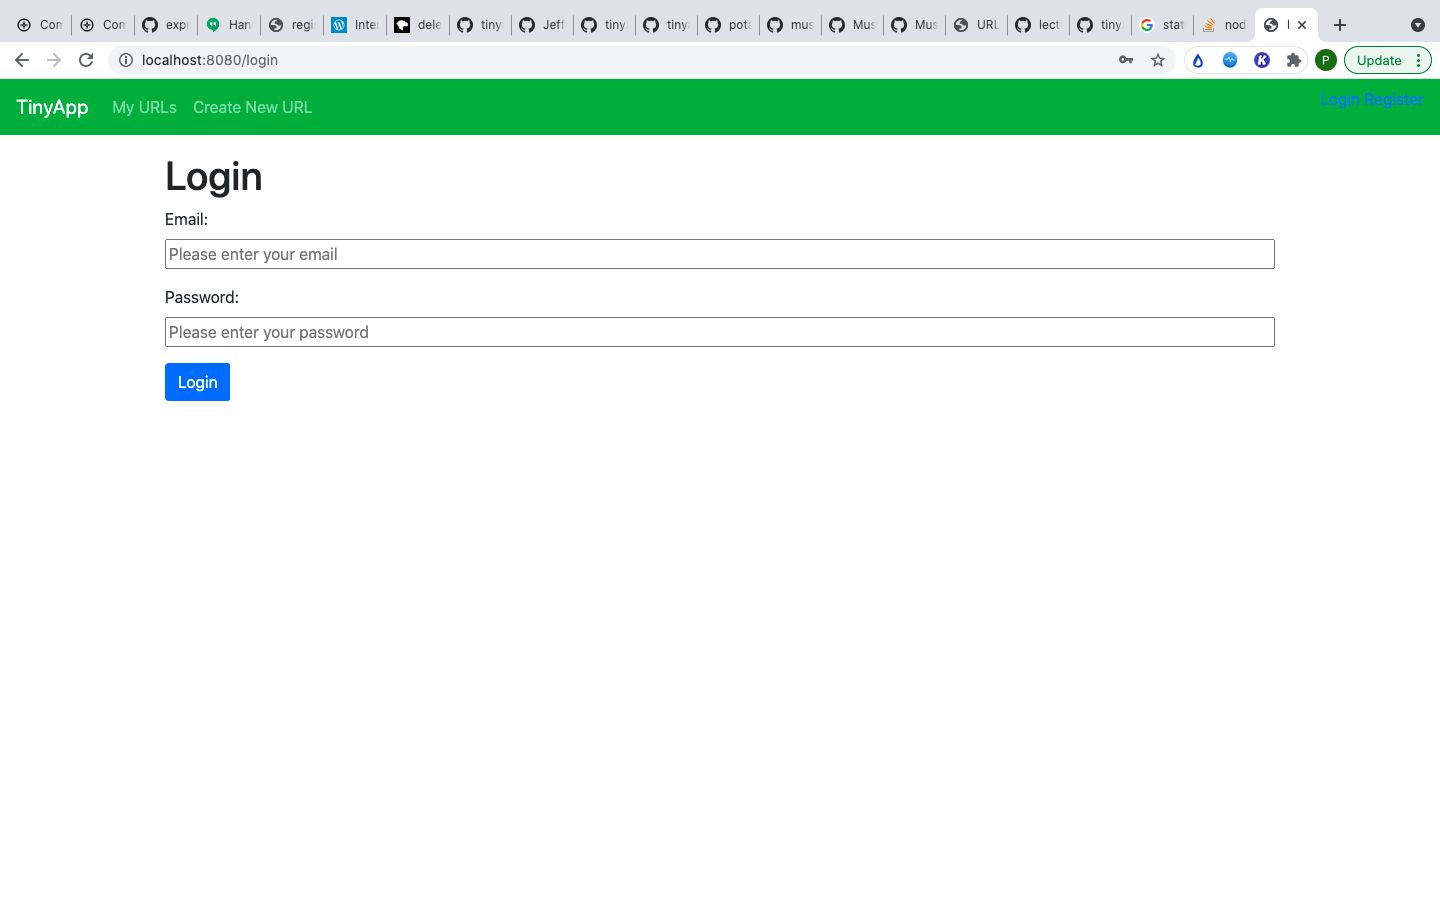 Com Com expr Han regi Inte dele tiny Jeff tiny tiny pota mus Mus Mus URL lect tiny stat nod
localhost:8080/login P Update
TinyApp My URLs Create New URL Login Register
Login
Email:
Please enter your email
Password:
Please enter your password
Login